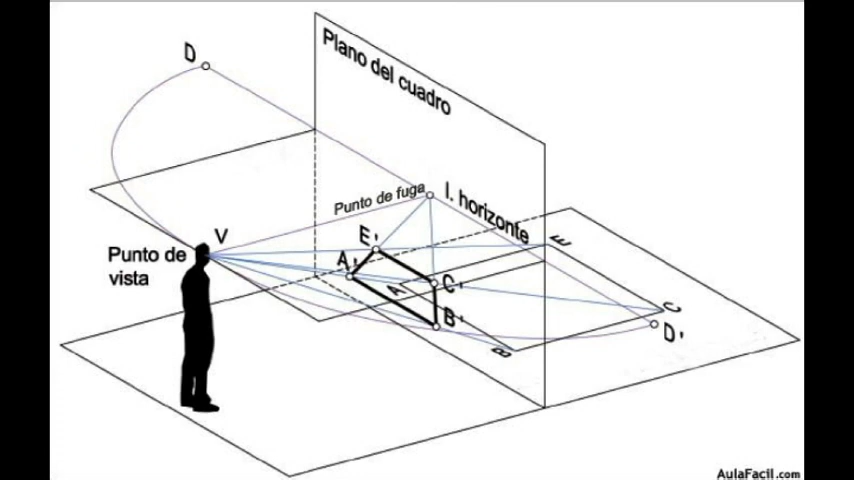 D
Plano del cuadro
Punto de fuga
l. horizonte
V
Punto de
vista
E'
E
A'
A
C'
C
B'
B
D'
AulaFacil.com